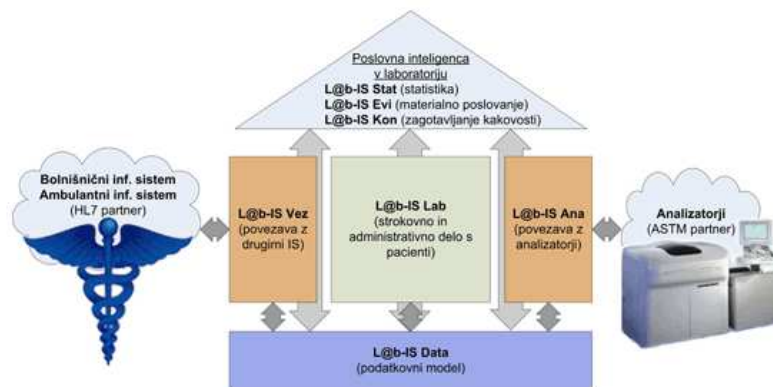 Poslovna inteligenca
v laboratoriju
L@b-IS Stat (statistika)
L@b-IS Evi (materialno poslovanje)
L@b-IS Kon (zagotavljanje kakovosti)
Bolnišnični inf. sistem
Ambulantni inf. sistem
(HL7 partner)
L@b-IS Vez
(povezava z
drugimi IS)
L@b-IS Lab
(strokovno in
administrativno delo s
pacienti)
L@b-IS Ana
(povezava z
analizatorji)
Analizatorji
(ASTM partner)
L@b-IS Data
(podatkovni model)